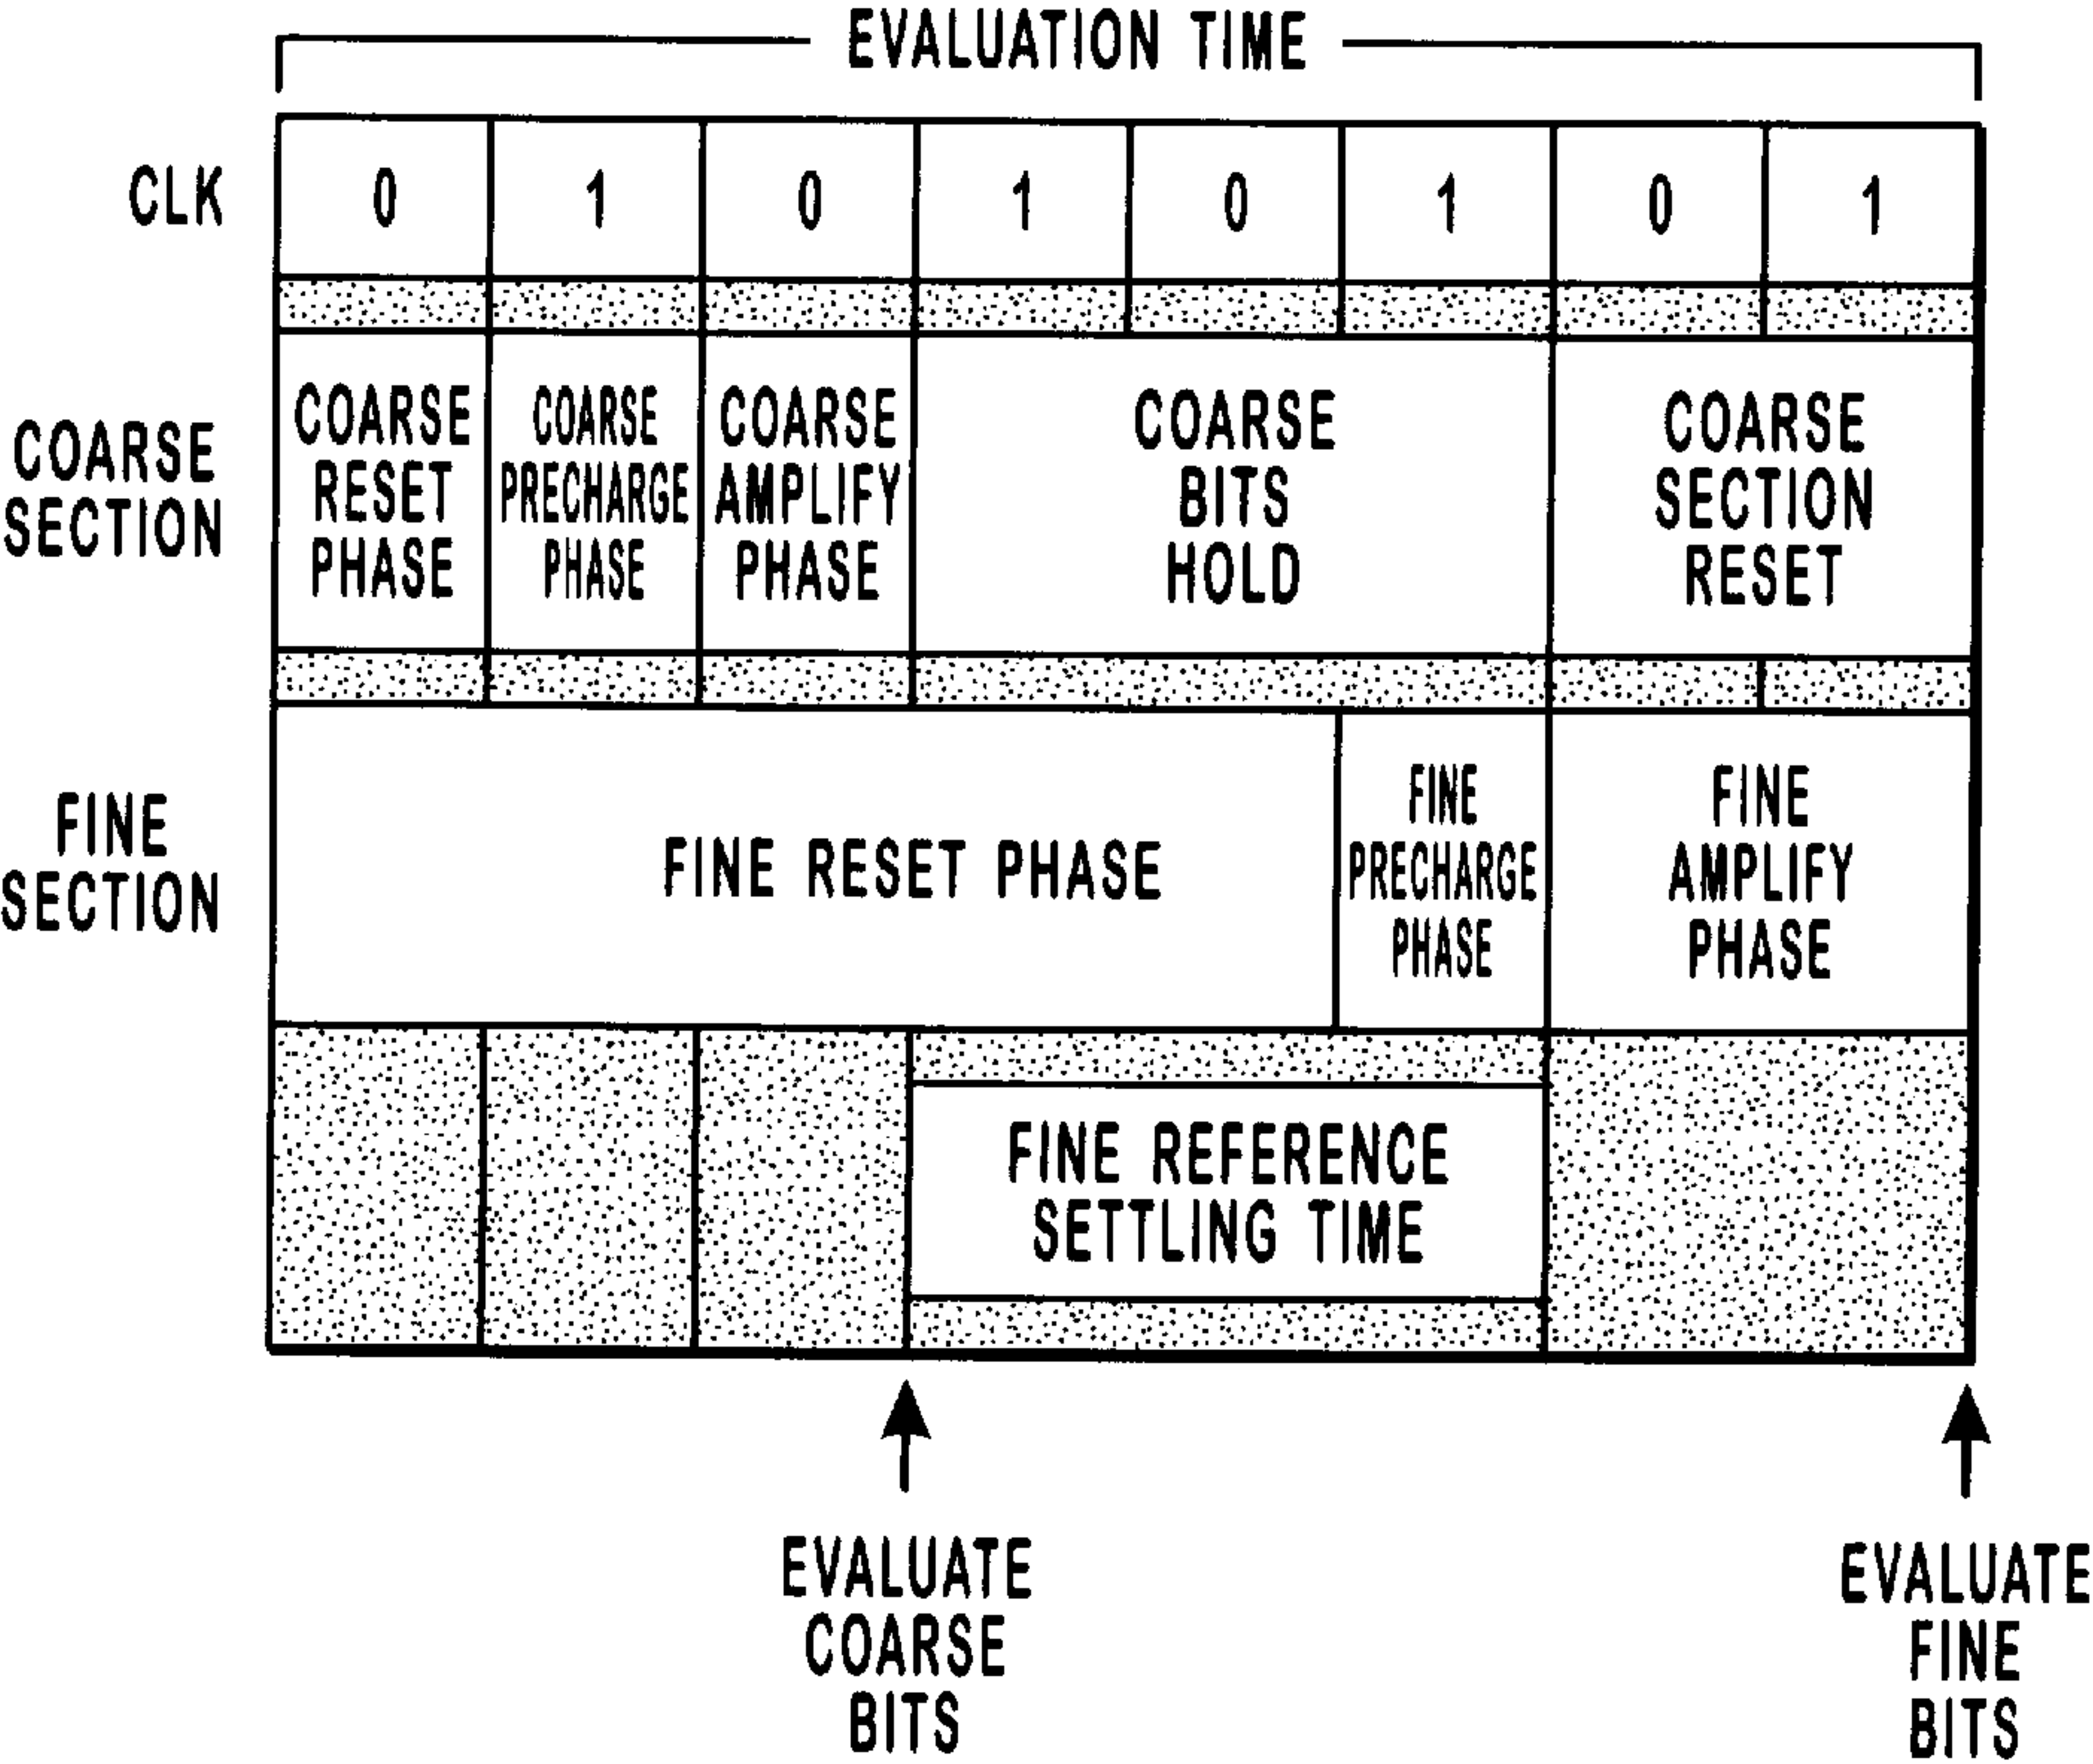 EVALUATION TIME
CLK 0 1 0 1 0 1 0 1
COARSE
SECTION
COARSE
RESET
PHASE
COARSE
PRECHARGE
PHASE
COARSE
AMPLIFY
PHASE
COARSE
BITS
HOLD
COARSE
SECTION
RESET
FINE
SECTION
FINE RESET PHASE
FINE
PRECHARGE
PHASE
FINE
AMPLIFY
PHASE
FINE REFERENCE
SETTLING TIME
EVALUATE
COARSE
BITS
EVALUATE
FINE
BITS